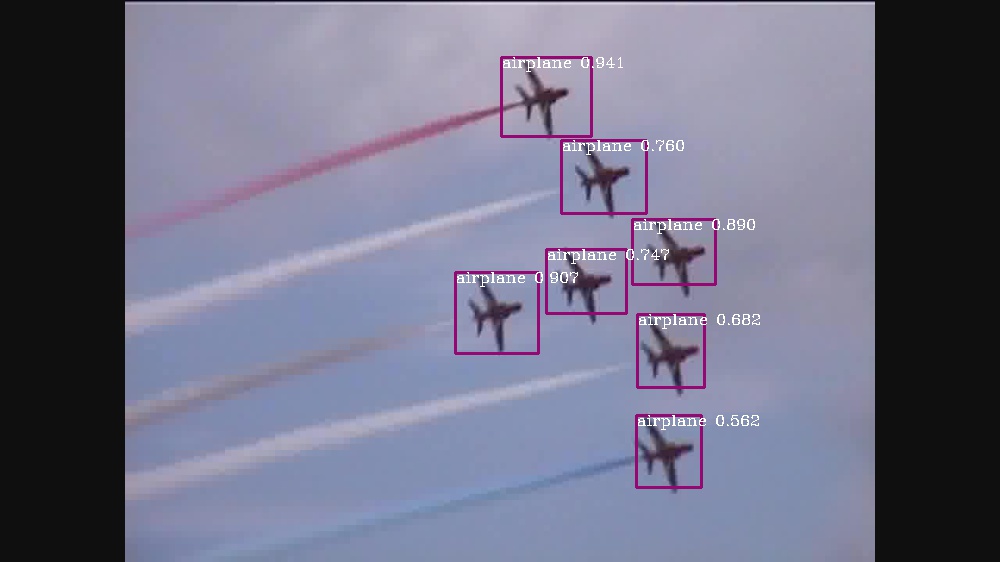 airplane 0.941
airplane 0.760
airplane 0.890
airplane 0.747
airplane 0.907
airplane 0.682
airplane 0.562